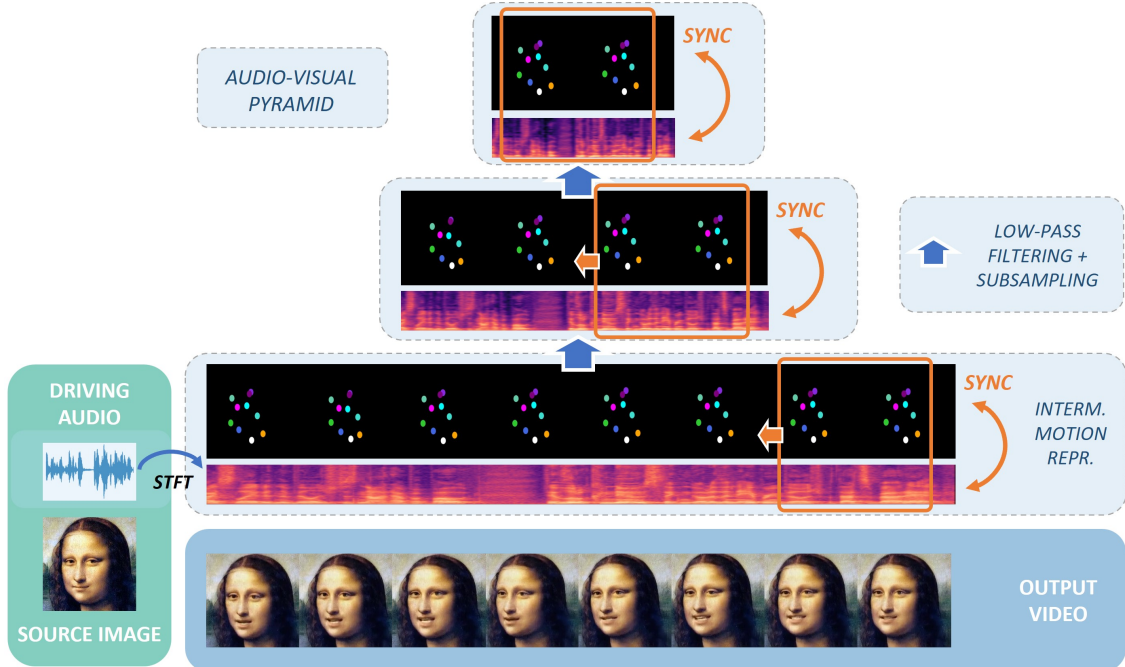 SYNC
AUDIO-VISUAL
PYRAMID
SYNC
LOW-PASS
FILTERING +
SUBSAMPLING
DRIVING
AUDIO
SYNC
INTERM.
MOTION
REPR.
STFT
OUTPUT
VIDEO
SOURCE IMAGE